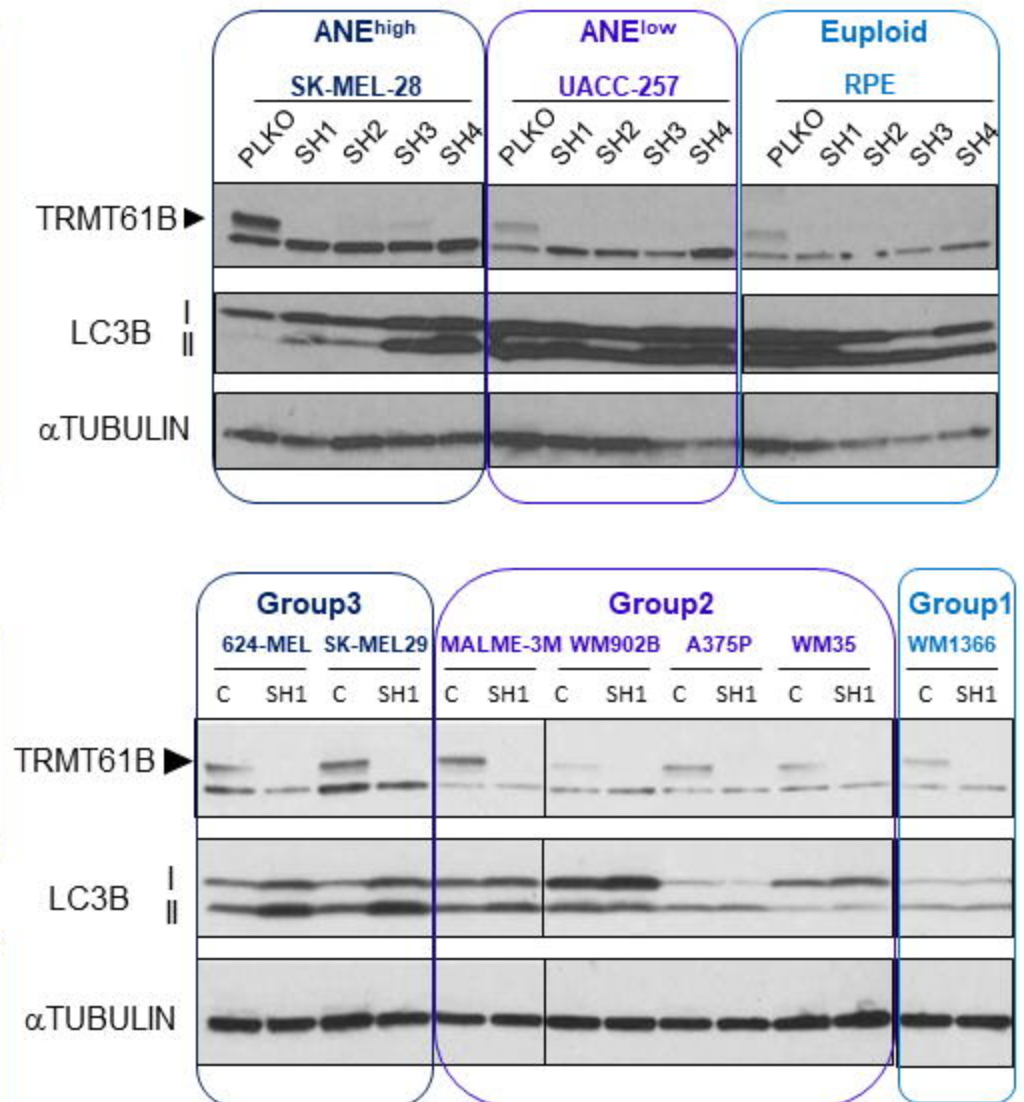 ANEhigh ANElow Euploid
SK-MEL-28 UACC-257 RPE
PLKO SH1 SH2 SH3 SH4 PLKO SH1 SH2 SH3 SH4 PLKO SH1 SH2 SH3 SH4
TRMT61B
I
LC3B
II
αTUBULIN
Group3 Group2 Group1
624-MEL SK-MEL29 MALME-3M WM902B A375P WM35 WM1366
C SH1 C SH1 C SH1 C SH1 C SH1 C SH1 C SH1
TRMT61B
I
LC3B
II
αTUBULIN